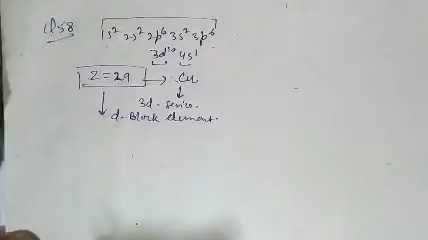 Q58
1s² 2s² 2p⁶ 3s² 3p⁶
3d¹⁰ 4s¹
Z = 29 → Cu
3d - series.
d-Block element.